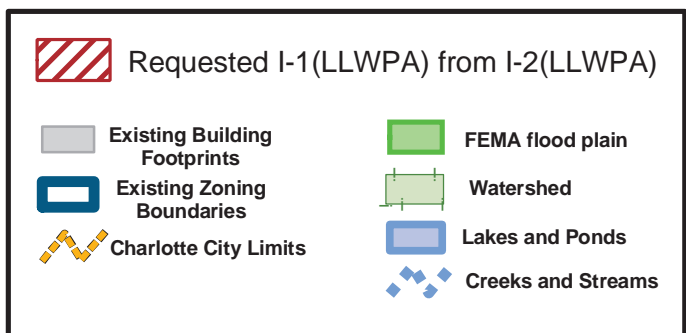 Requested I-1(LLWPA) from I-2(LLWPA)
Existing Building
Footprints
Existing Zoning
Boundaries
Charlotte City Limits
FEMA flood plain
Watershed
Lakes and Ponds
Creeks and Streams